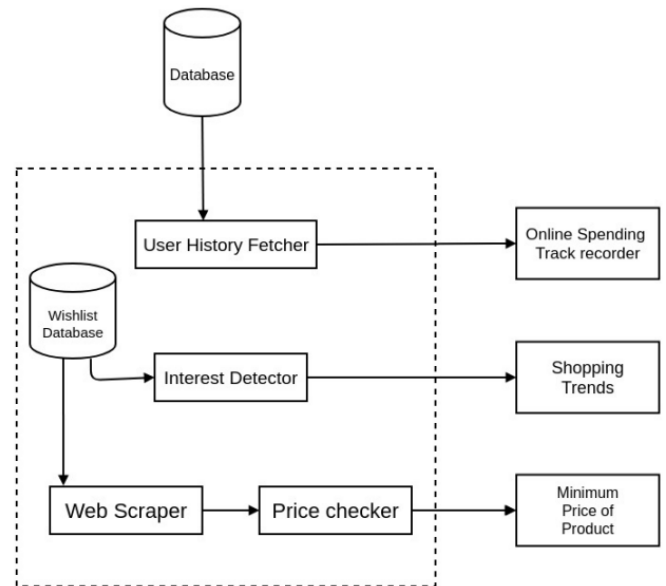 Database
User History Fetcher
Online Spending
Track recorder
Wishlist
Database
Interest Detector
Shopping
Trends
Web Scraper
Price checker
Minimum
Price of
Product